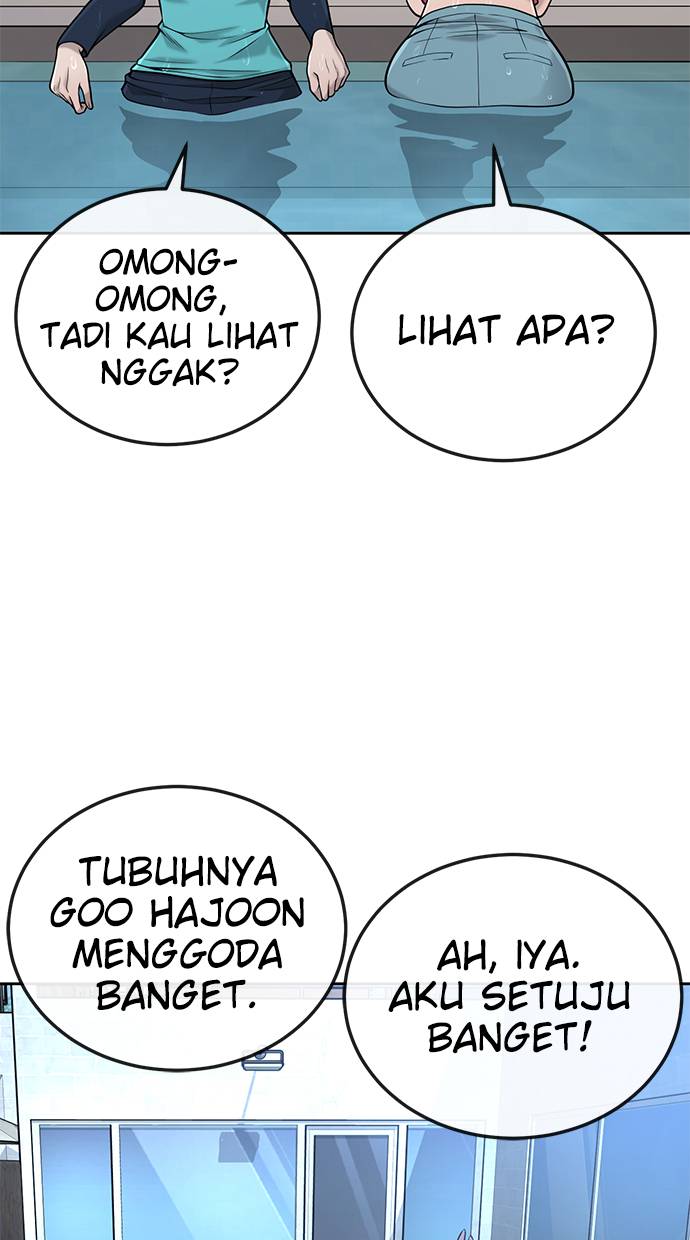 OMONG-
OMONG,
TADI KAU LIHAT
NGGAK?
LIHAT APA?
TUBUHNYA
GOO HAJOON
MENGGODA
BANGET.
AH, IYA.
AKU SETUJU
BANGET!